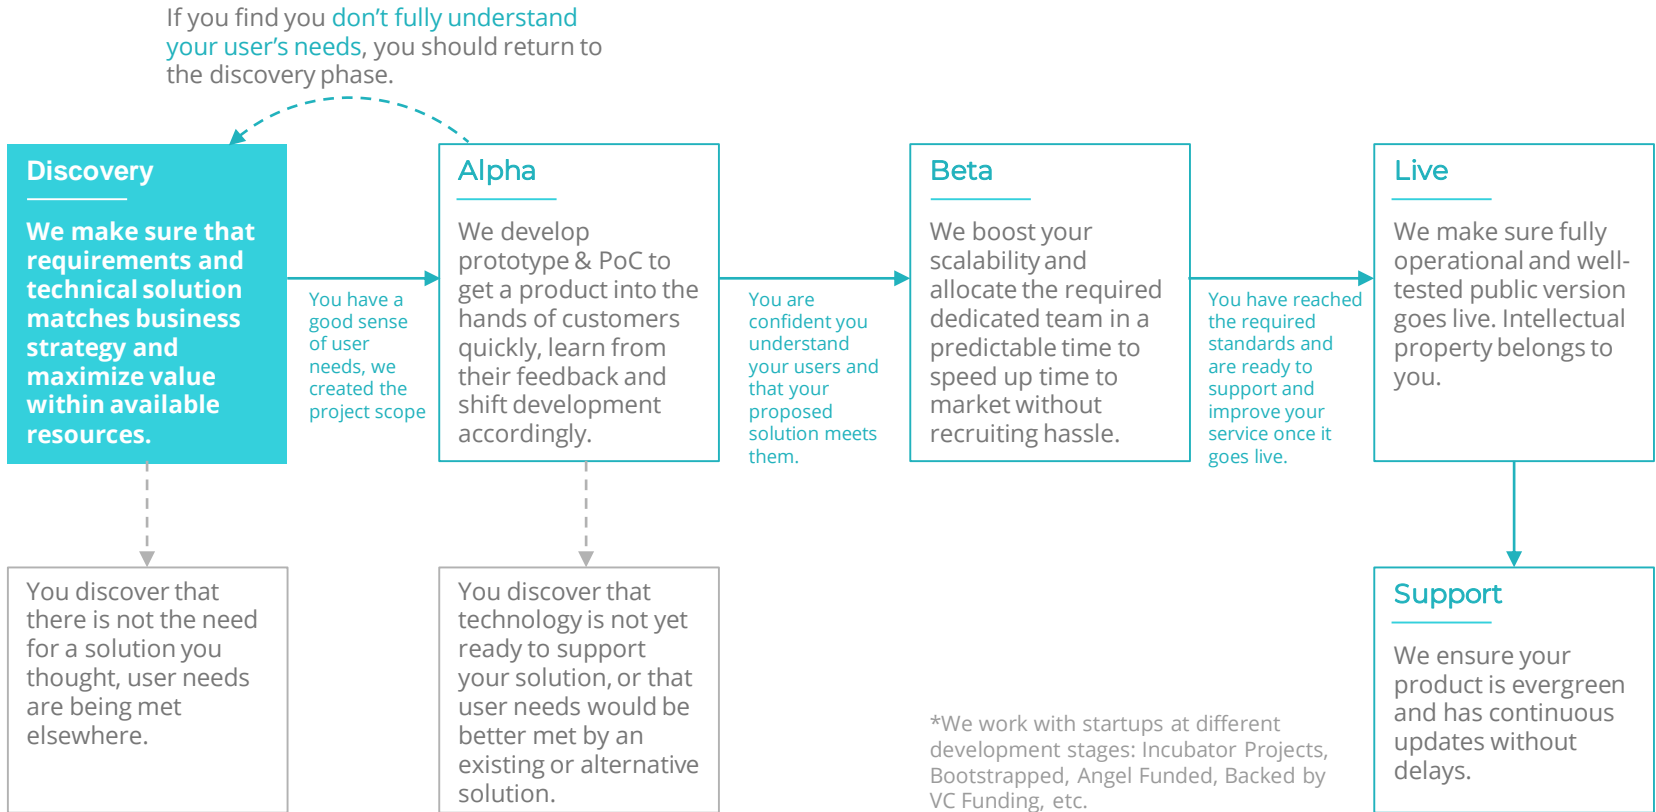 If you find you don’t fully understand
your user’s needs, you should return to
the discovery phase.
Discovery
We make sure that
requirements and
technical solution
matches business
strategy and
maximize value
within available
resources.
You have a
good sense
of user
needs, we
created the
project scope
Alpha
We develop
prototype & PoC to
get a product into the
hands of customers
quickly, learn from
their feedback and
shift development
accordingly.
You are
confident you
understand
your users and
that your
proposed
solution meets
them.
Beta
We boost your
scalability and
allocate the required
dedicated team in a
predictable time to
speed up time to
market without
recruiting hassle.
You have reached
the required
standards and
are ready to
support and
improve your
service once it
goes live.
Live
We make sure fully
operational and well-
tested public version
goes live. Intellectual
property belongs to
you.
You discover that
there is not the need
for a solution you
thought, user needs
are being met
elsewhere.
You discover that
technology is not yet
ready to support
your solution, or that
user needs would be
better met by an
existing or alternative
solution.
*We work with startups at different
development stages: Incubator Projects,
Bootstrapped, Angel Funded, Backed by
VC Funding, etc.
Support
We ensure your
product is evergreen
and has continuous
updates without
delays.